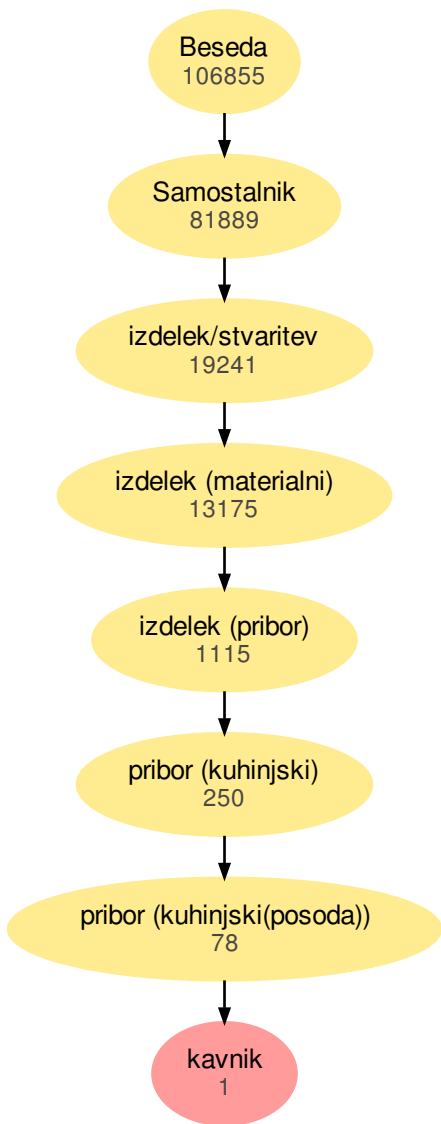 Beseda
106855
Samostalnik
81889
izdelek/stvaritev
19241
izdelek (materialni)
13175
izdelek (pribor)
1115
pribor (kuhinjski)
250
pribor (kuhinjski(posoda))
78
kavnik
1